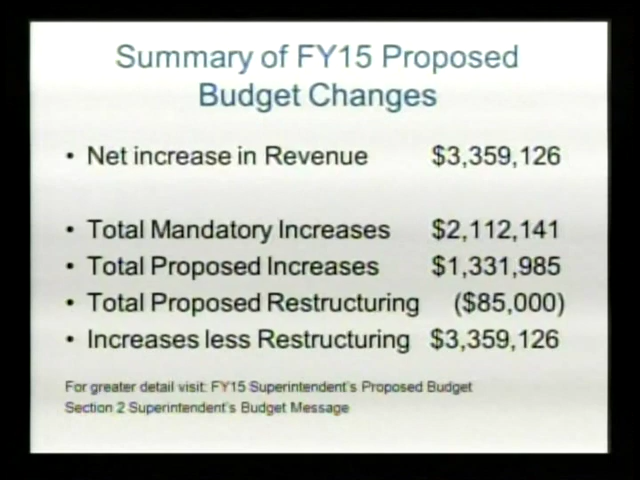 Summary of FY15 Proposed
Budget Changes
• Net increase in Revenue $3,359,126
• Total Mandatory Increases $2,112,141
• Total Proposed Increases $1,331,985
• Total Proposed Restructuring ($85,000)
• Increases less Restructuring $3,359,126
For greater detail visit: FY15 Superintendent's Proposed Budget
Section 2 Superintendent's Budget Message